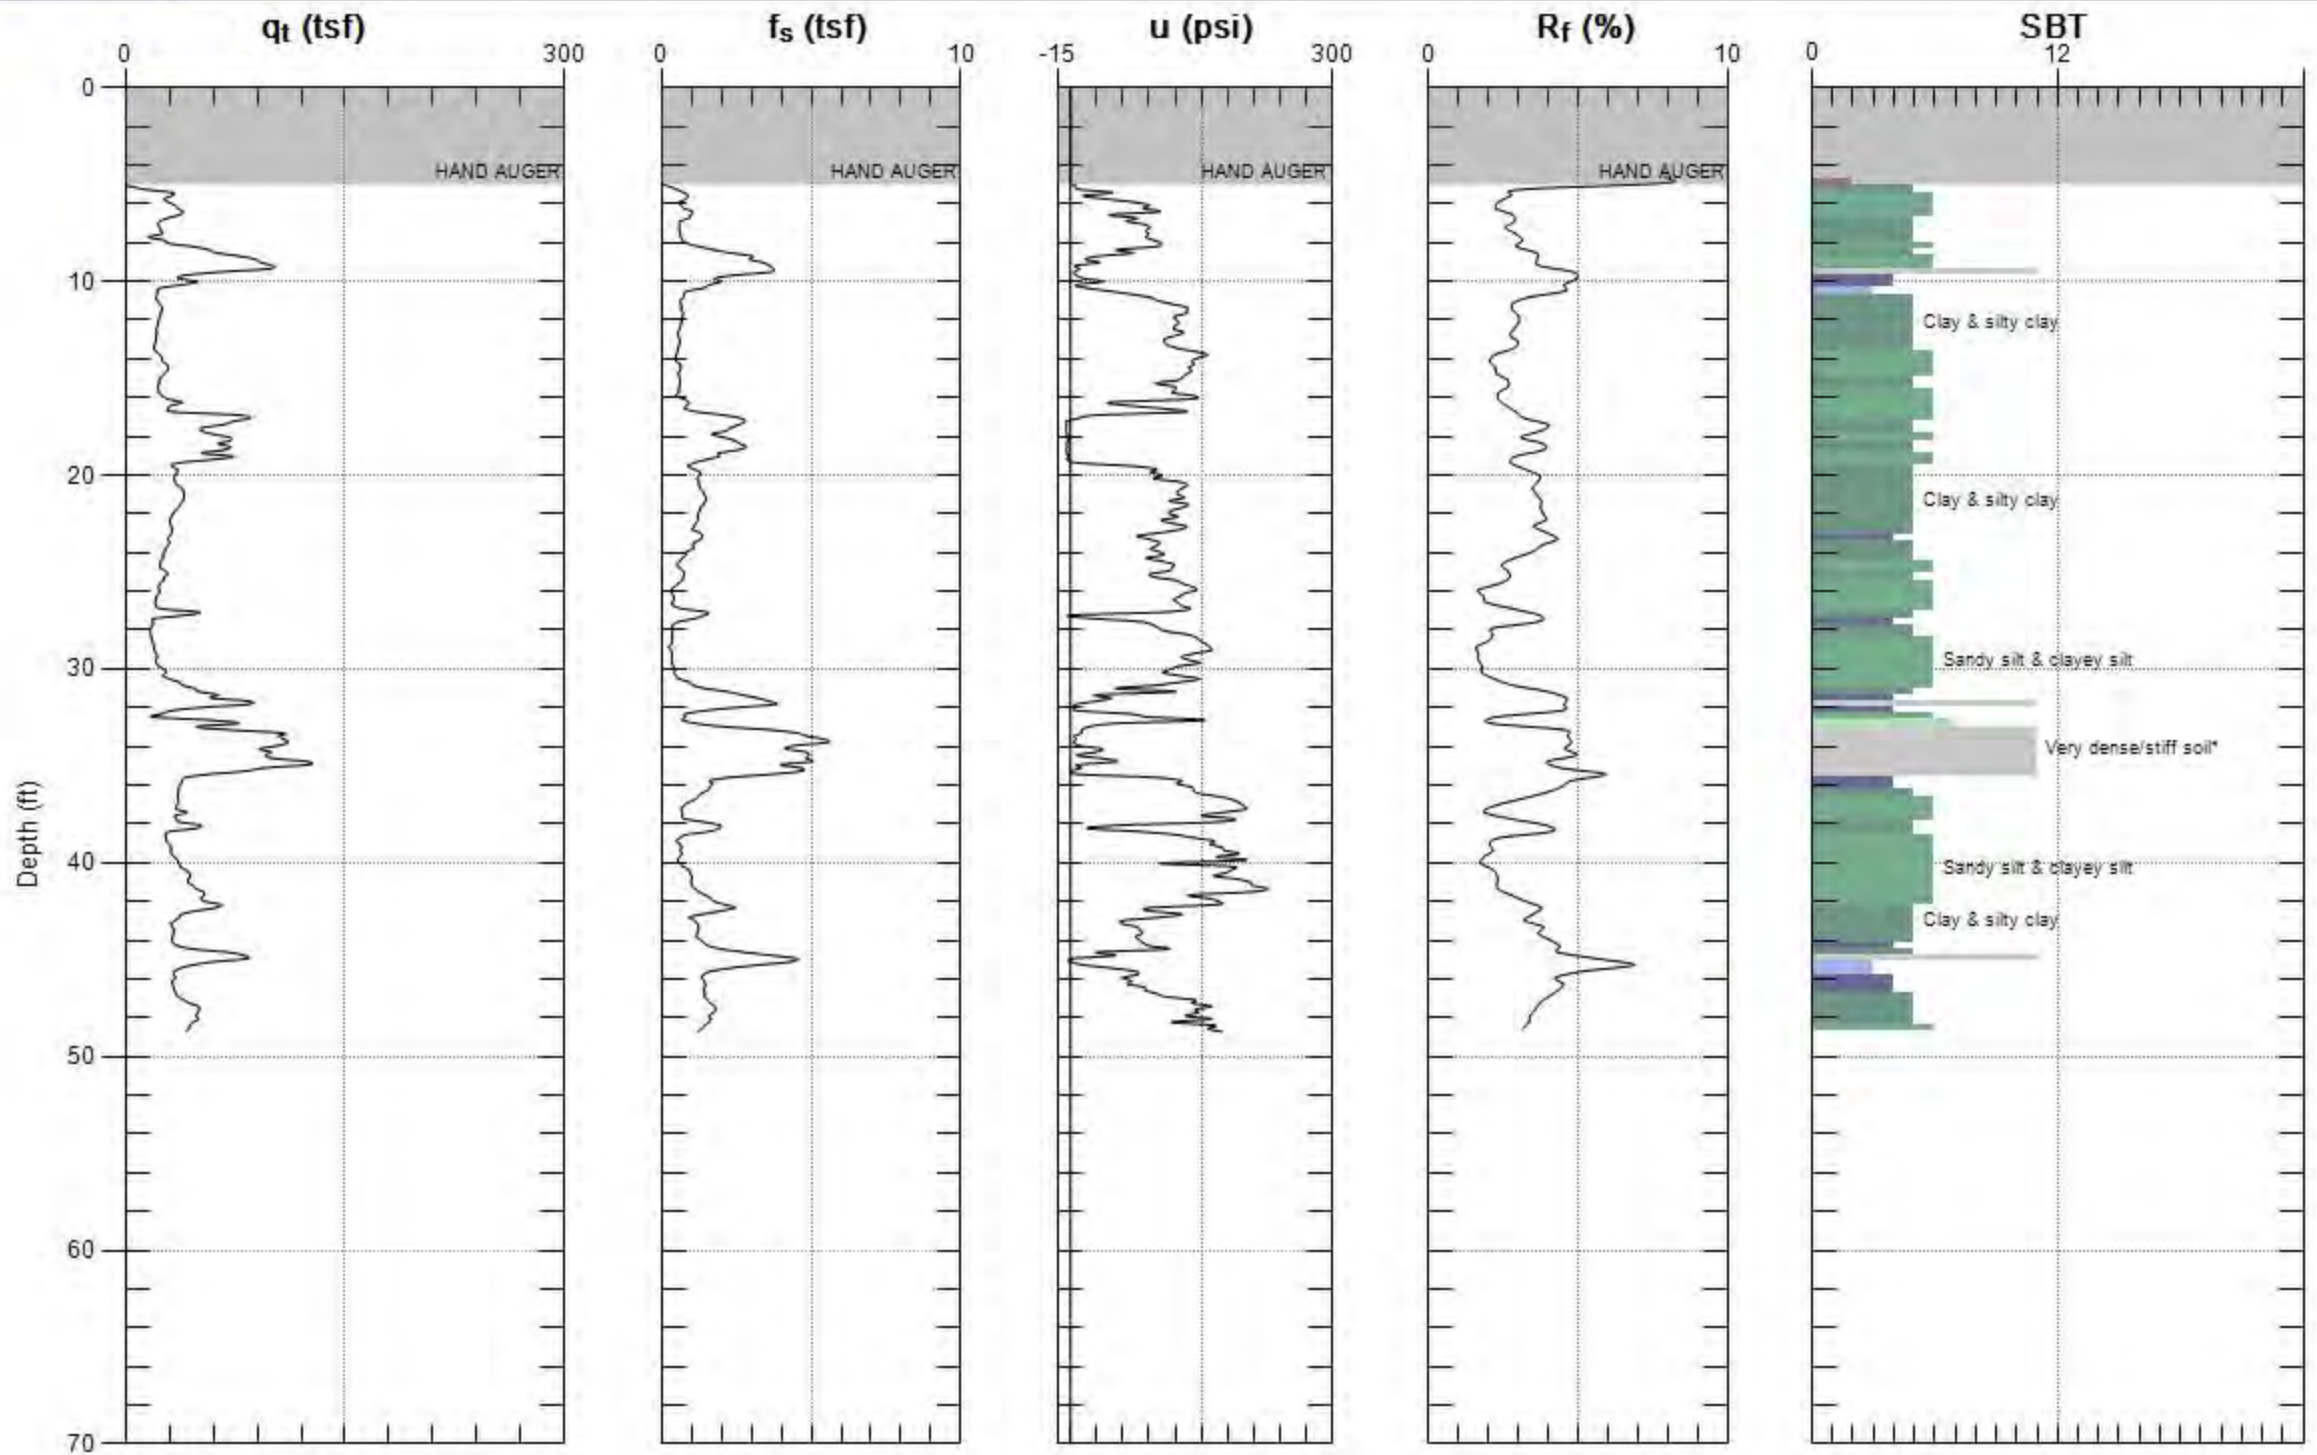 qt (tsf) fs (tsf) u (psi) Rf (%) SBT
0 300 0 10 -15 300 0 10 0 12
0
HAND AUGER HAND AUGER HAND AUGER HAND AUGER
10
Clay & silty clay
20
Clay & silty clay
30
Sandy silt & clayey silt
Very dense/stiff soil*
Depth (ft)
40
Sandy silt & clayey silt
Clay & silty clay
50
60
70